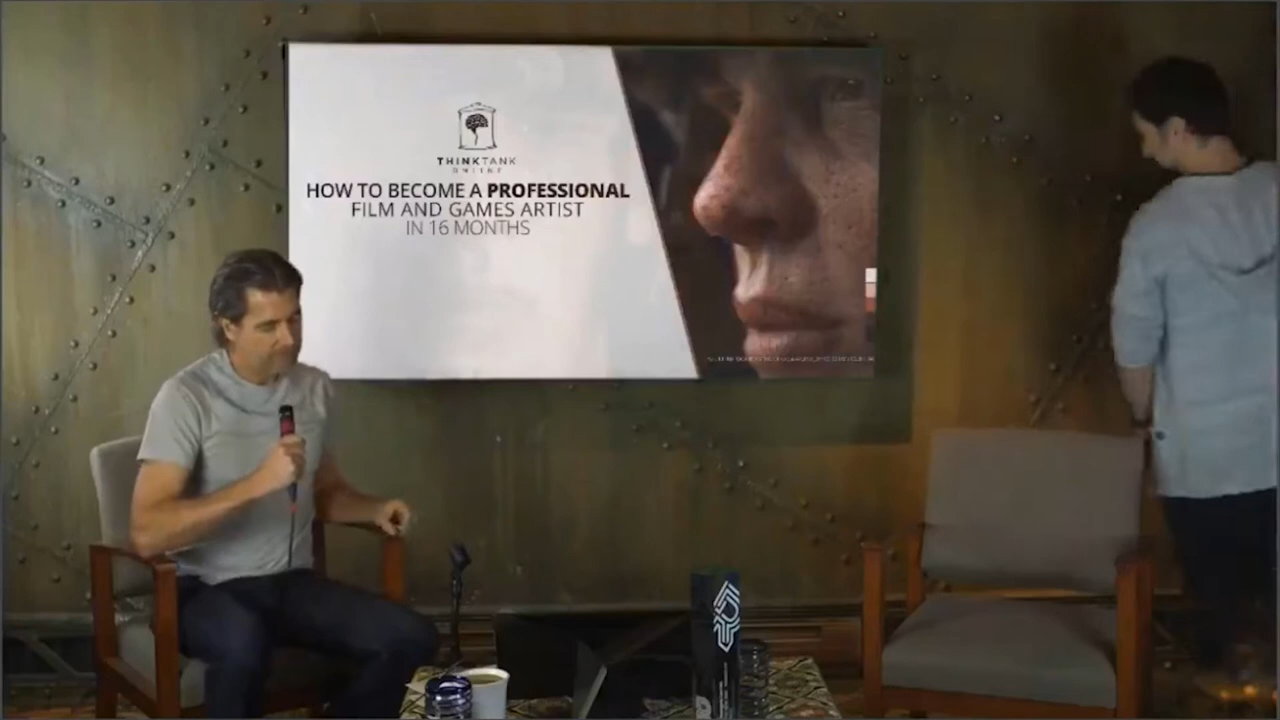 THINKTANK
ONLINE
HOW TO BECOME A PROFESSIONAL
FILM AND GAMES ARTIST
IN 16 MONTHS